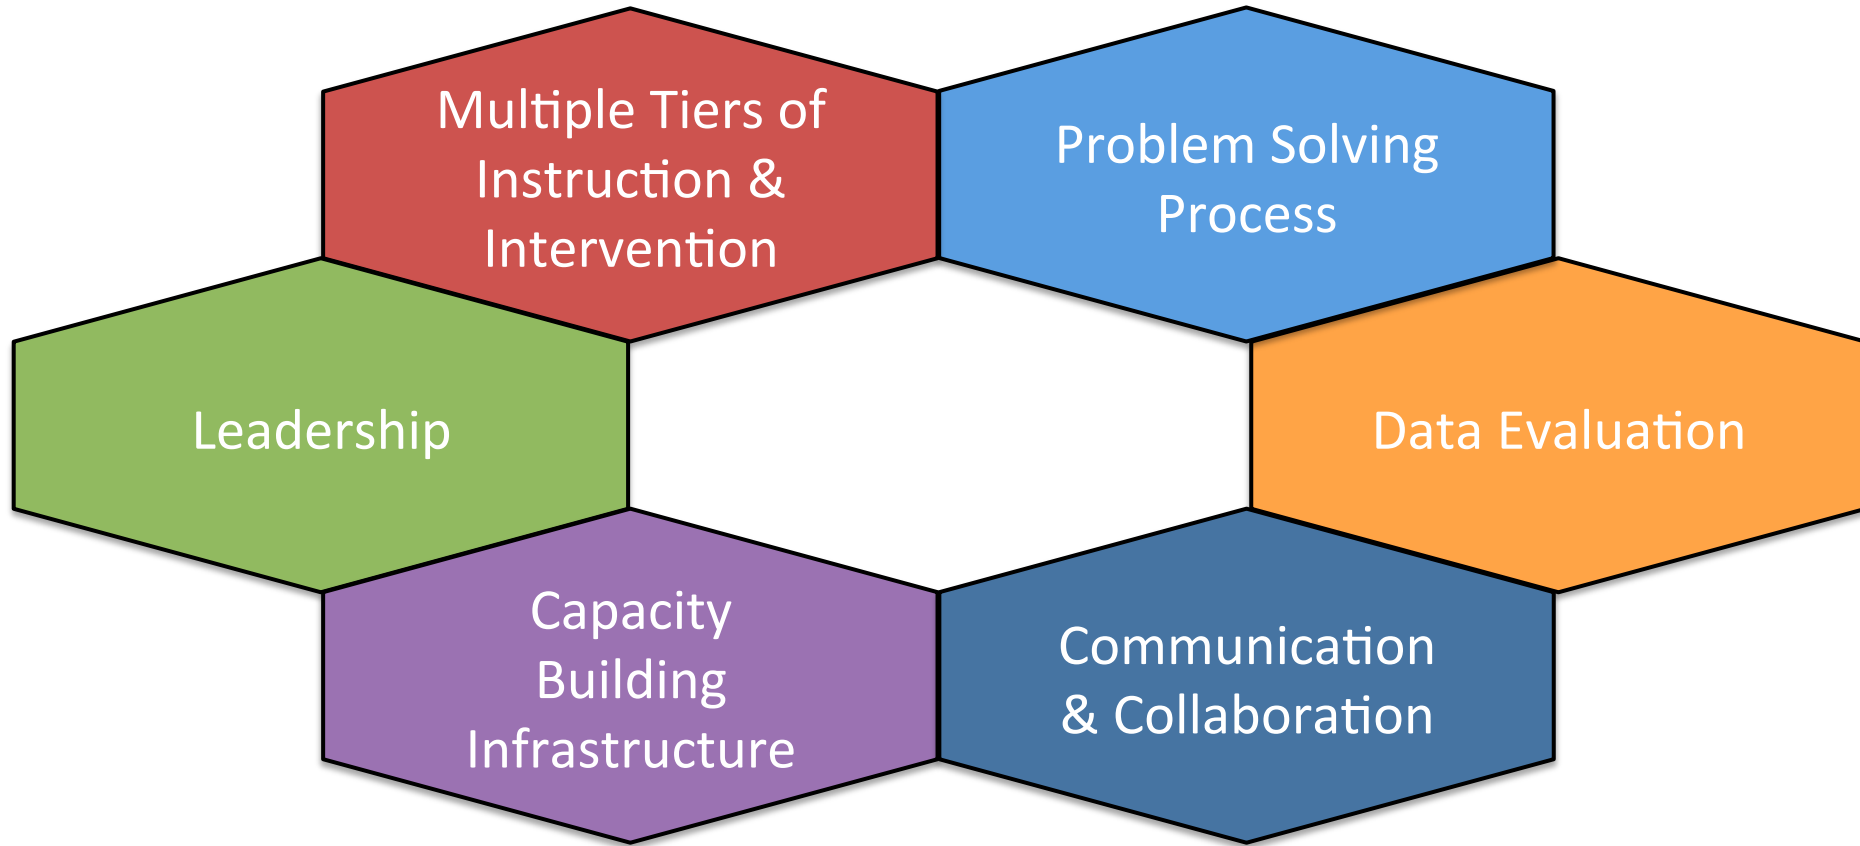 Multiple Tiers of
Instruction &
Intervention
Problem Solving
Process
Leadership
Data Evaluation
Capacity
Building
Infrastructure
Communication
& Collaboration